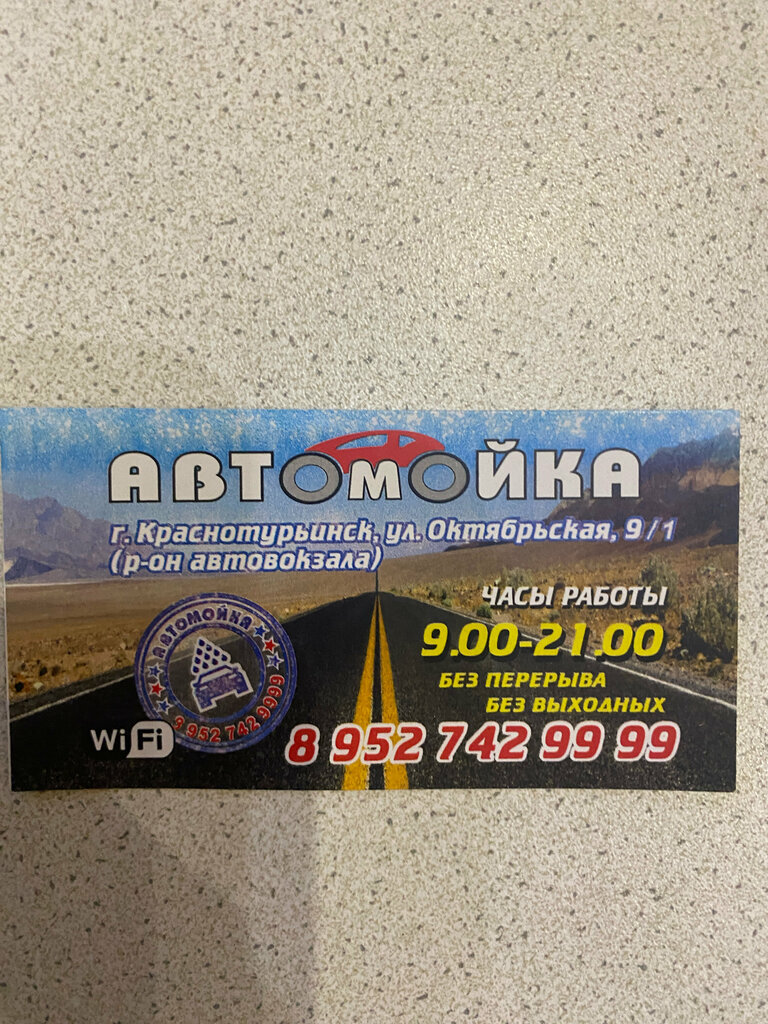 АВТОМОЙКА
г. Краснотурьинск, ул. Октябрьская, 9/1
(р-он автовокзала)
ЧАСЫ РАБОТЫ
9.00-21.00
БЕЗ ПЕРЕРЫВА
БЕЗ ВЫХОДНЫХ
АВТОМОЙКА
8 952 742 9999
WiFi
8 952 742 99 99